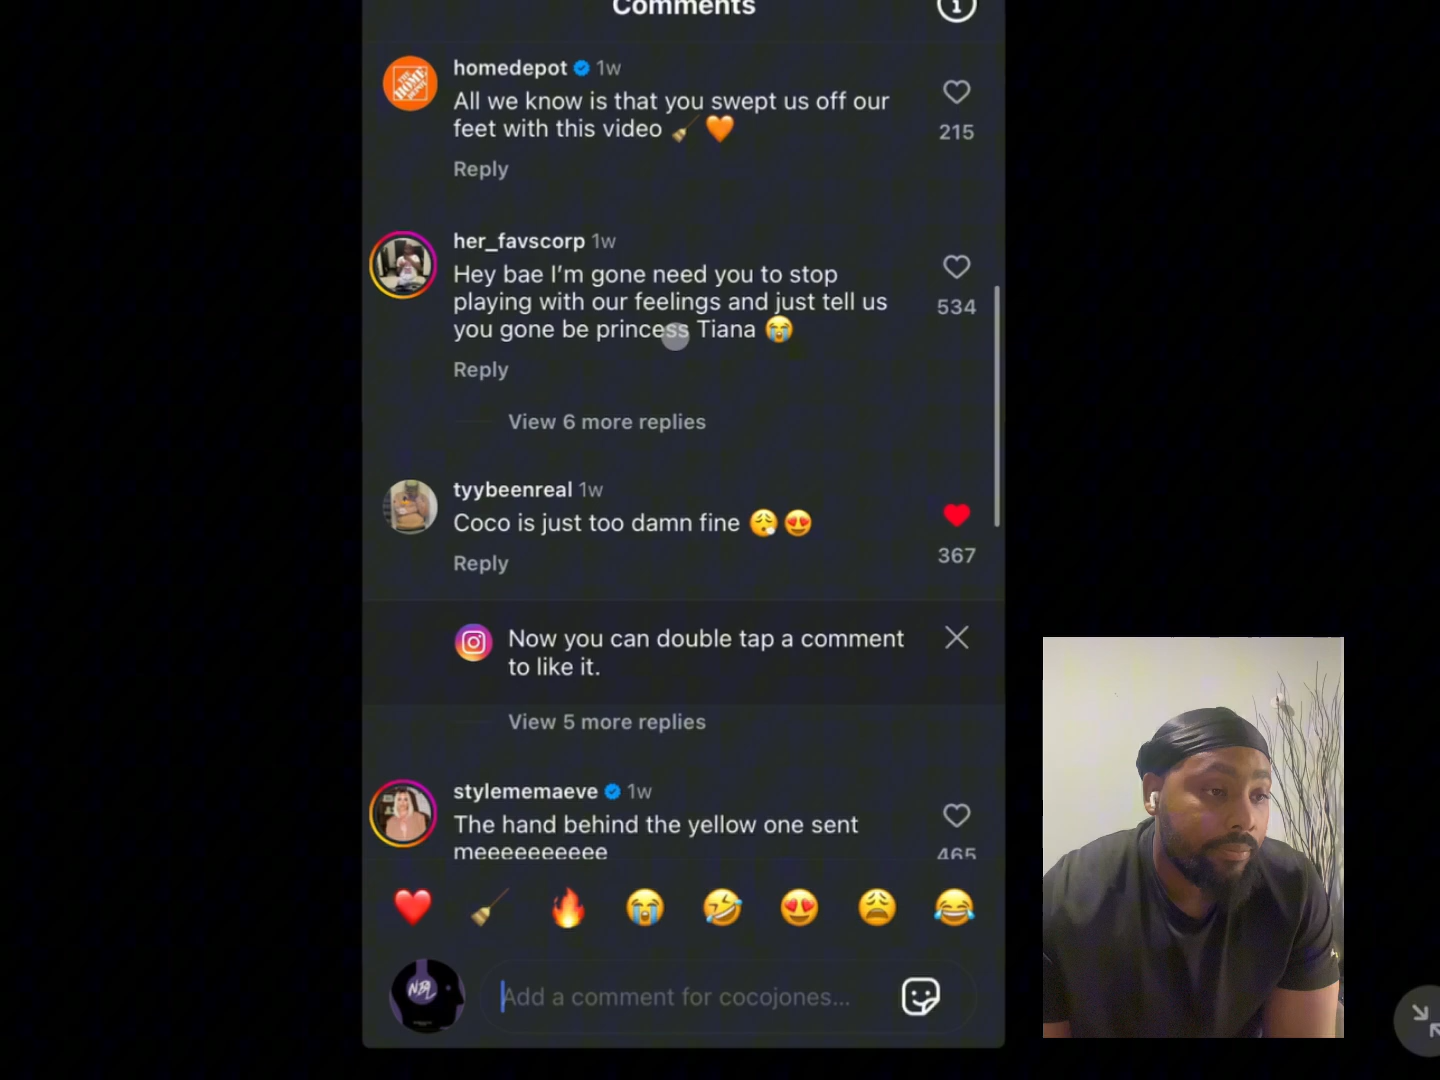 Comments
homedepot 1w
All we know is that you swept us off our
feet with this video 🧹 🧡
215
Reply
her_favscorp 1w
Hey bae I'm gone need you to stop
playing with our feelings and just tell us
you gone be princess Tiana 😭
534
Reply
View 6 more replies
tyybeenreal 1w
Coco is just too damn fine 😮‍💨😍
367
Reply
Now you can double tap a comment
to like it.
View 5 more replies
stylememaeve 1w
The hand behind the yellow one sent
meeeeeeeeee
465
Add a comment for cocojones...
THE
HOME
DEPOT